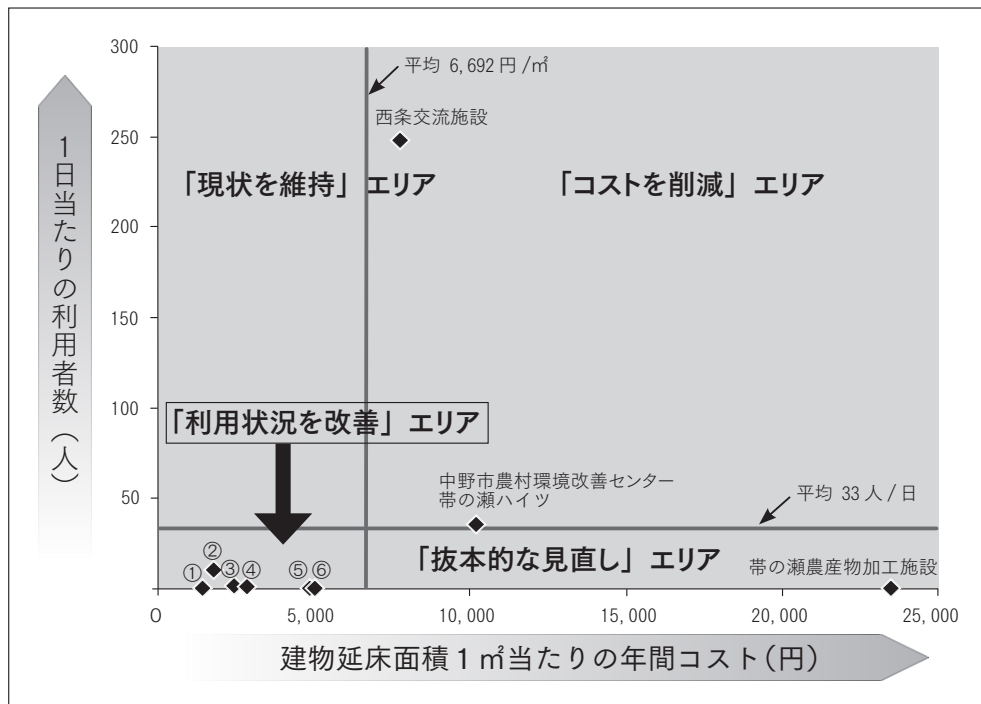 300
250
200
150
100
50
1日当たりの利用者数(人)
平均 6,692円/㎡
西条交流施設
「現状を維持」エリア
「コストを削減」エリア
「利用状況を改善」エリア
中野市農村環境改善センター
帯の瀬ハイツ
平均 33人/日
「抜本的な見直し」エリア
帯の瀬農産物加工施設
① ② ③ ④ ⑤ ⑥
0 5,000 10,000 15,000 20,000 25,000
建物延床面積1㎡当たりの年間コスト(円)